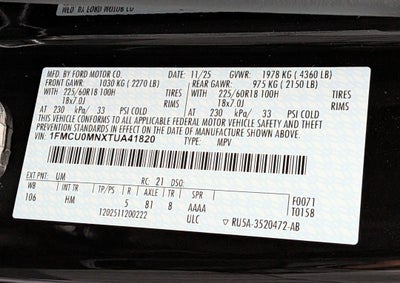 MFD. BY FORD MOTOR CO. 11/25 GVWR: 1978 KG ( 4360 LB)
FRONT GAWR: 1030 KG ( 2270 LB) REAR GAWR: 975 KG ( 2150 LB)
225/60R18 100H TIRES WITH 225/60R18 100H TIRES
18x7.0J RIMS 18x7.0J RIMS
AT 230 kPa/ 33 PSI COLD AT 230 kPa/ 33 PSI COLD
THIS VEHICLE CONFORMS TO ALL APPLICABLE FEDERAL MOTOR VEHICLE SAFETY AND
THEFT PREVENTION STANDARDS IN EFFECT ON THE DATE OF MANUFACTURE SHOWN ABOVE.
VEHICLE IDENTIFICATION NO:
1FMCU0MNXTUA41820 TYPE: MPV
EXT PNT: UM RC: 21 DSO:
WB INT TR TP/PS R AXLE TR SPR F0071
106 HM 5 81 8 AAAA T0158
ULC
1202511200222 RU5A-3520472-AB